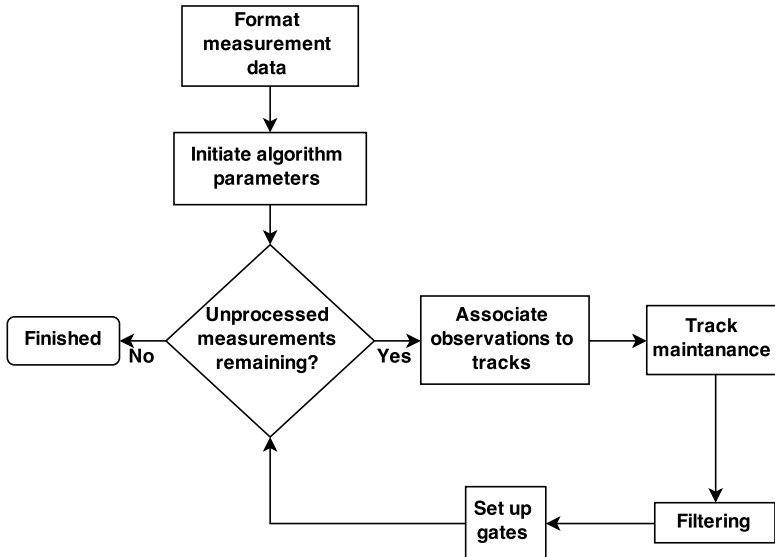 Format
measurement
data
Initiate algorithm
parameters
Unprocessed
measurements
remaining?
Finished
No
Yes
Associate
observations to
tracks
Track
maintanance
Filtering
Set up
gates